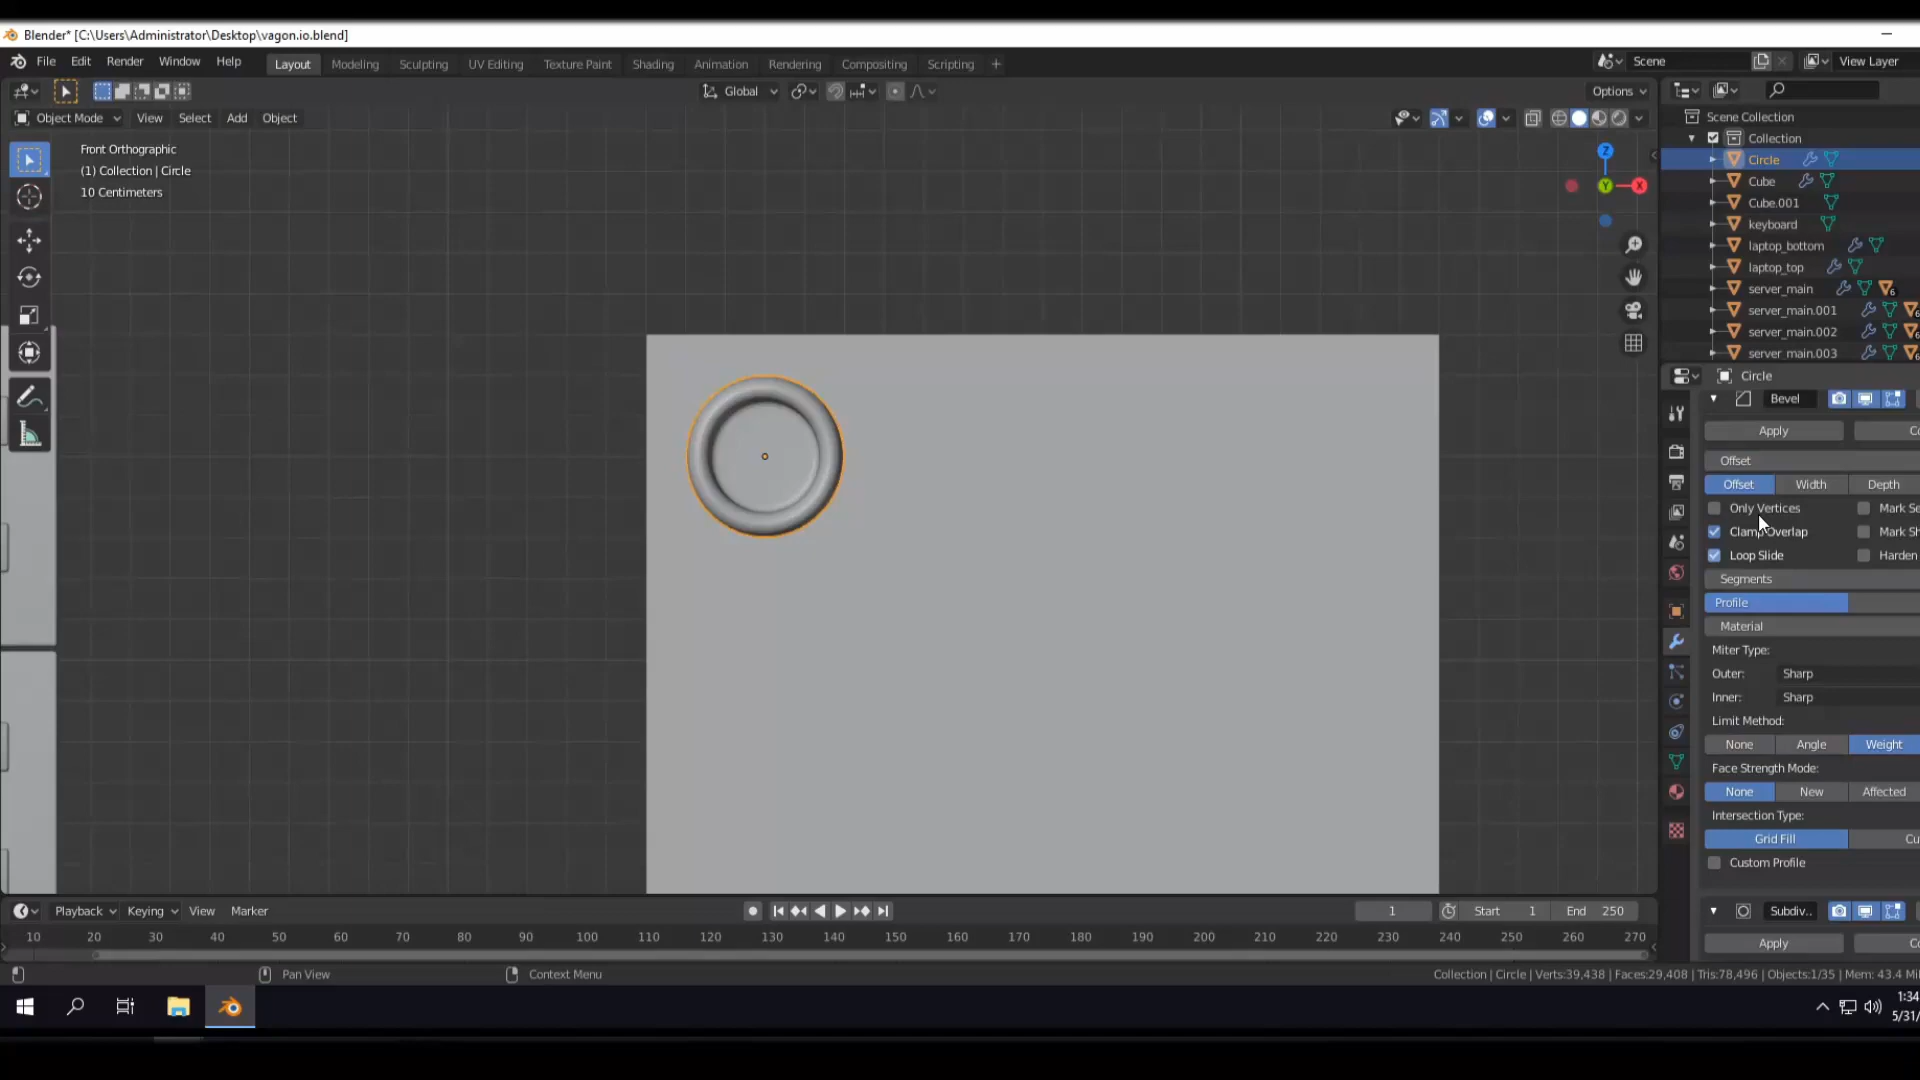 Blender* [C:\Users\Administrator\Desktop\vagon.io.blend]
File Edit Render Window Help Layout Modeling Sculpting UV Editing Texture Paint Shading Animation Rendering Compositing Scripting + Scene View Layer
Global Options
Object Mode View Select Add Object
Front Orthographic
(1) Collection | Circle
10 Centimeters
Z
Y
X
Scene Collection
Collection
Circle
Cube
Cube.001
keyboard
laptop_bottom
laptop_top
server_main 6
server_main.001
server_main.002
server_main.003
Circle
Bevel
Apply Co
Offset
Offset Width Depth
Only Vertices Mark Se
Clamp Overlap Mark Sh
Loop Slide Harden
Segments
Profile
Material
Miter Type:
Outer: Sharp
Inner: Sharp
Limit Method:
None Angle Weight
Face Strength Mode:
None New Affected
Intersection Type:
Grid Fill Cu
Custom Profile
Subdiv..
Apply Co
Playback Keying View Marker 1 Start 1 End 250
10 20 30 40 50 60 70 80 90 100 110 120 130 140 150 160 170 180 190 200 210 220 230 240 250 260 270
Pan View Context Menu Collection | Circle | Verts:39,438 | Faces:29,408 | Tris:78,496 | Objects:1/35 | Mem: 43.4 Mi
1:34
5/31/